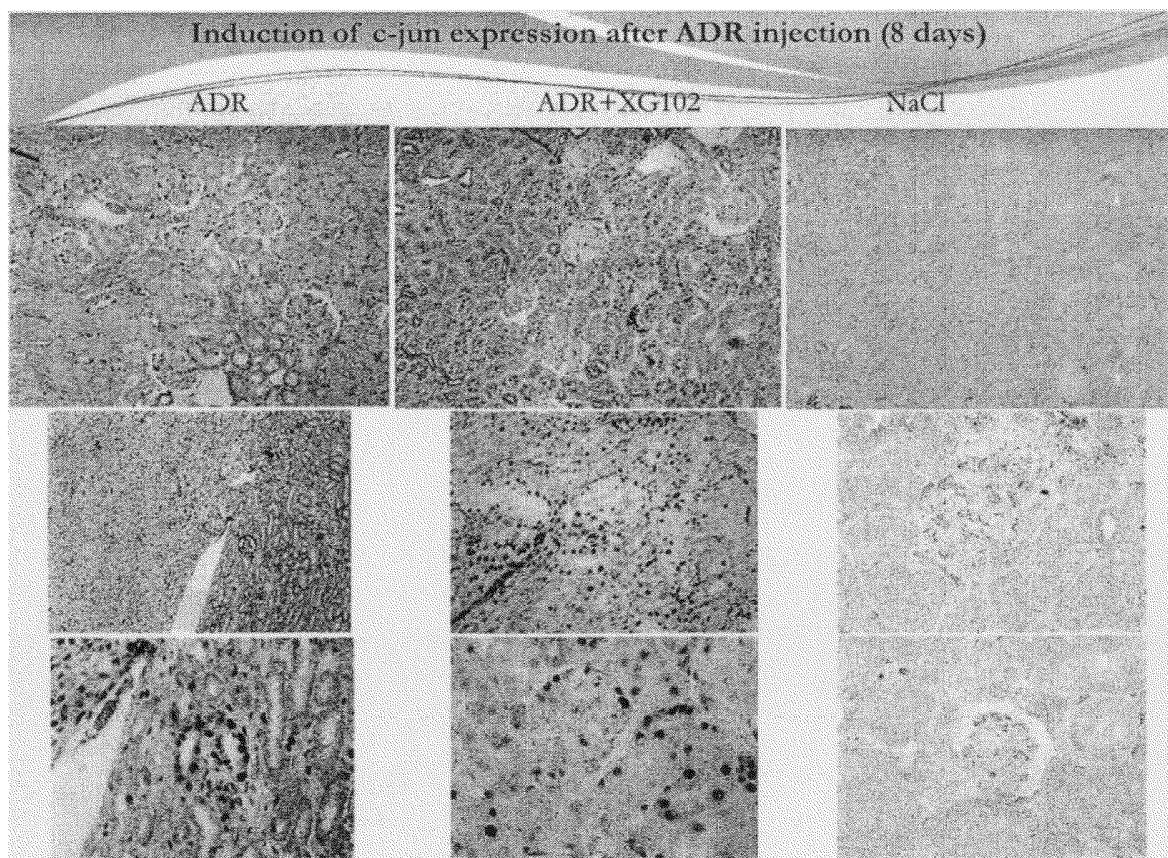 Induction of c-jun expression after ADR injection (8 days)
ADR ADR+XG102 NaCl